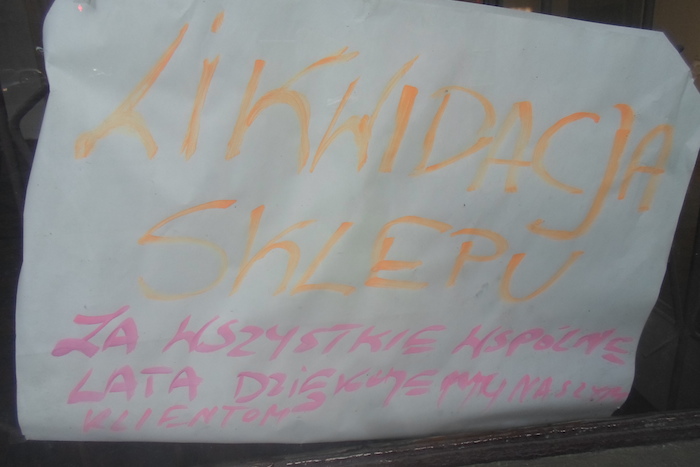 LIKWIDACJA
SKLEPU
ZA WSZYSTKIE WSPÓLNE
LATA DZIĘKUJEMY NASZYM
KLIENTOM